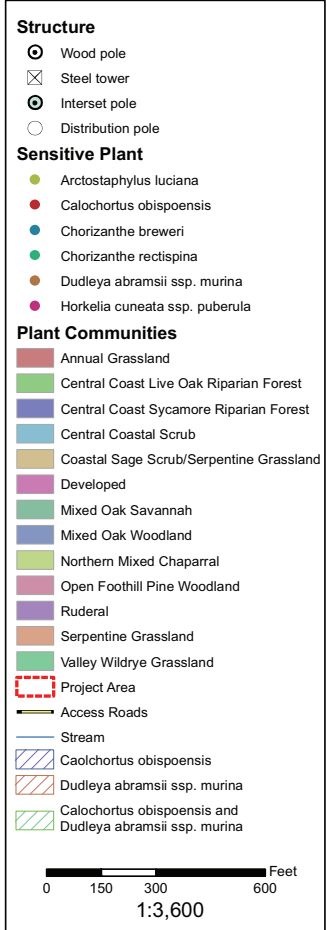 Structure
Wood pole
Steel tower
Interset pole
Distribution pole
Sensitive Plant
Arctostaphylus luciana
Calochortus obispoensis
Chorizanthe breweri
Chorizanthe rectispina
Dudleya abramsii ssp. murina
Horkelia cuneata ssp. puberula
Plant Communities
Annual Grassland
Central Coast Live Oak Riparian Forest
Central Coast Sycamore Riparian Forest
Central Coastal Scrub
Coastal Sage Scrub/Serpentine Grassland
Developed
Mixed Oak Savannah
Mixed Oak Woodland
Northern Mixed Chaparral
Open Foothill Pine Woodland
Ruderal
Serpentine Grassland
Valley Wildrye Grassland
Project Area
Access Roads
Stream
Caolchortus obispoensis
Dudleya abramsii ssp. murina
Calochortus obispoensis and
Dudleya abramsii ssp. murina
Feet
0 150 300 600
1:3,600